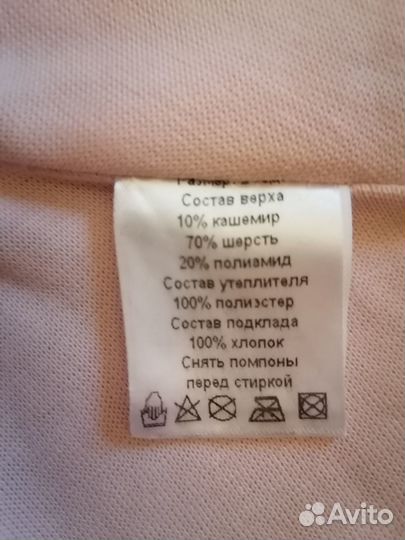 Состав верха
10% кашемир
70% шерсть
20% полиамид
Состав утеплителя
100% полиэстер
Состав подклада
100% хлопок
Снять помпоны
перед стиркой
Avito